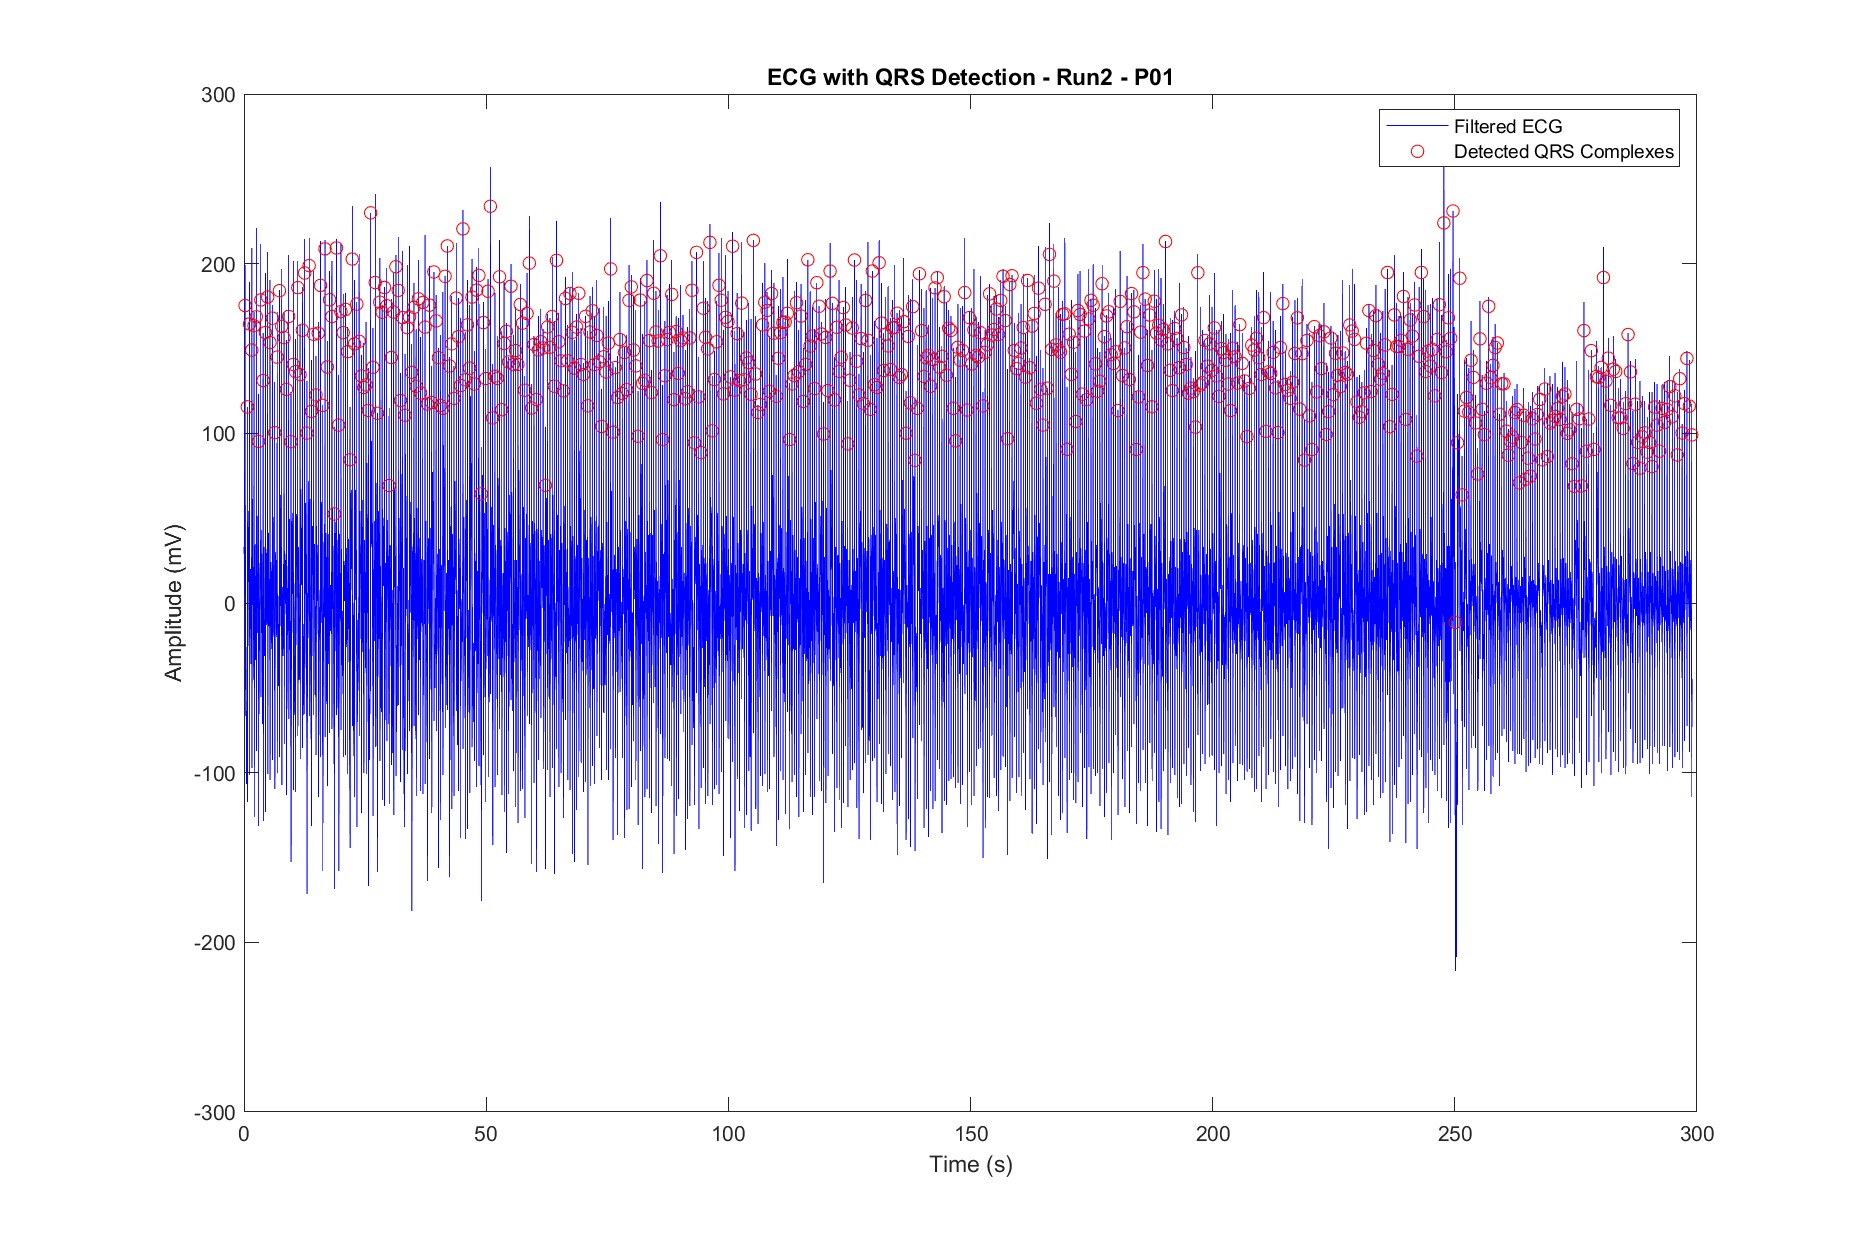 ECG with QRS Detection - Run2 - P01
300
Filtered ECG
Detected QRS Complexes
200
100
0
-100
-200
-300
Amplitude (mV)
0 50 100 150 200 250 300
Time (s)